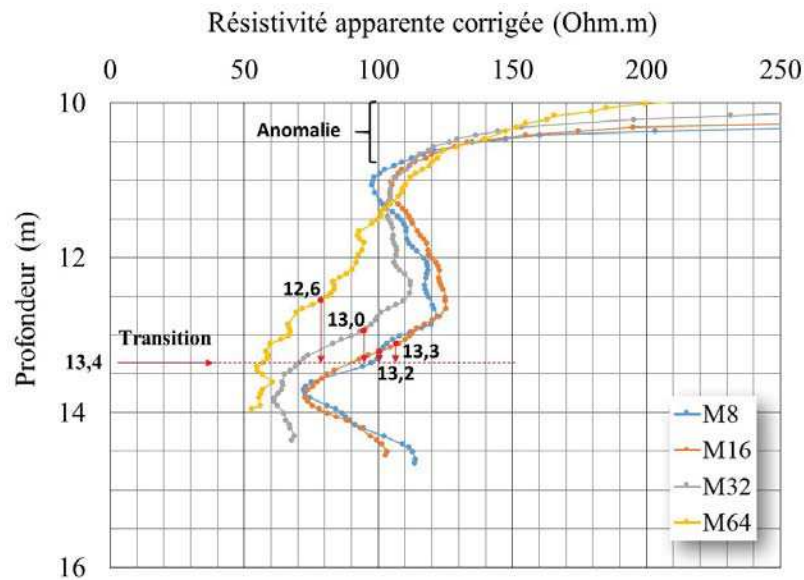 Résistivité apparente corrigée (Ohm.m)
0 50 100 150 200 250
10
Anomalie
12
12,6
13,0
Transition
13,4
13,3
13,2
14
16
Profondeur (m)
M8
M16
M32
M64